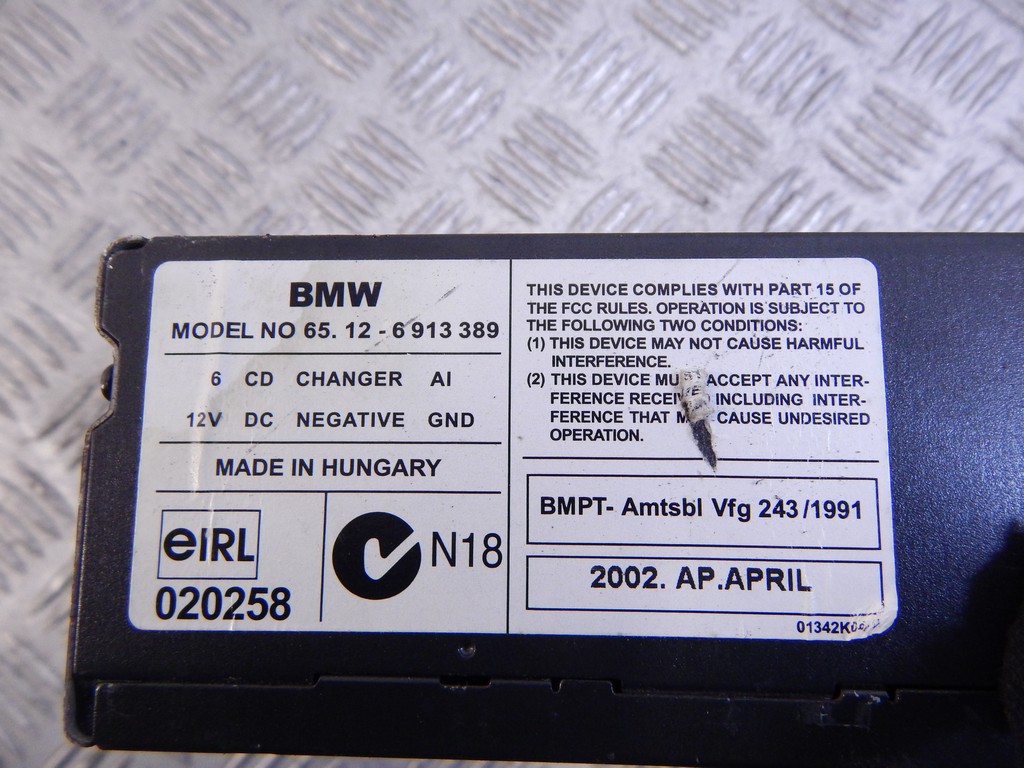 BMW
MODEL NO 65. 12 - 6 913 389
6 CD CHANGER AI
12V DC NEGATIVE GND
MADE IN HUNGARY
eIRL
020258
N18
THIS DEVICE COMPLIES WITH PART 15 OF
THE FCC RULES. OPERATION IS SUBJECT TO
THE FOLLOWING TWO CONDITIONS:
(1) THIS DEVICE MAY NOT CAUSE HARMFUL
INTERFERENCE.
(2) THIS DEVICE ACCEPT ANY INTER-
FERENCE INCLUDING INTER-
FERENCE THAT CAUSE UNDESIRED
OPERATION.
BMPT- Amtsbl Vfg 243/1991
2002. AP.APRIL